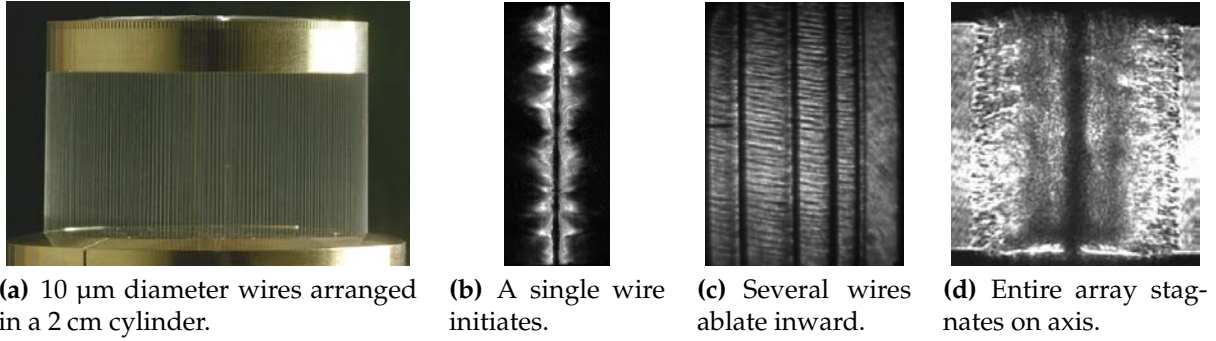 (a) 10 μm diameter wires arranged
in a 2 cm cylinder.
(b) A single wire
initiates.
(c) Several wires
ablate inward.
(d) Entire array stag-
nates on axis.